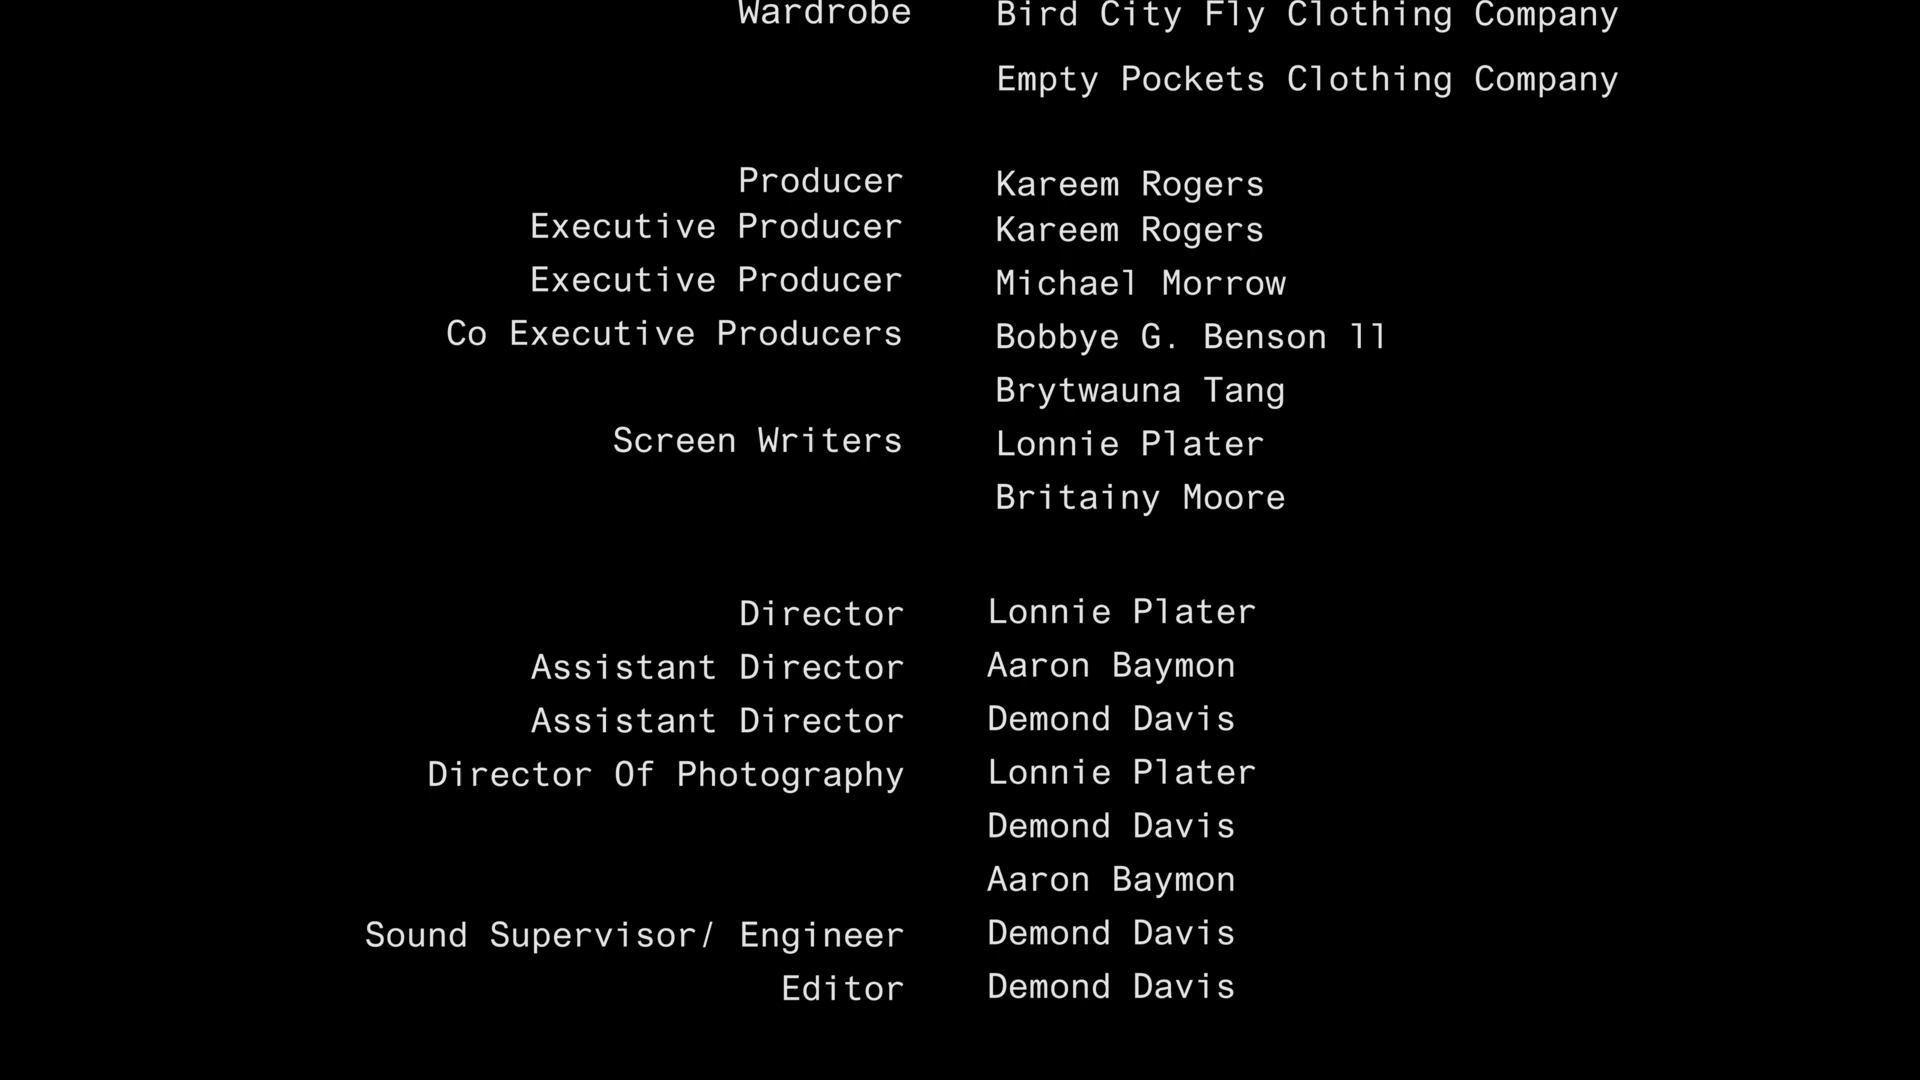 Wardrobe Bird City Fly Clothing Company
Empty Pockets Clothing Company
Producer Kareem Rogers
Executive Producer Kareem Rogers
Executive Producer Michael Morrow
Co Executive Producers Bobbye G. Benson ll
Brytwauna Tang
Screen Writers Lonnie Plater
Britainy Moore
Director Lonnie Plater
Assistant Director Aaron Baymon
Assistant Director Demond Davis
Director Of Photography Lonnie Plater
Demond Davis
Aaron Baymon
Sound Supervisor/ Engineer Demond Davis
Editor Demond Davis